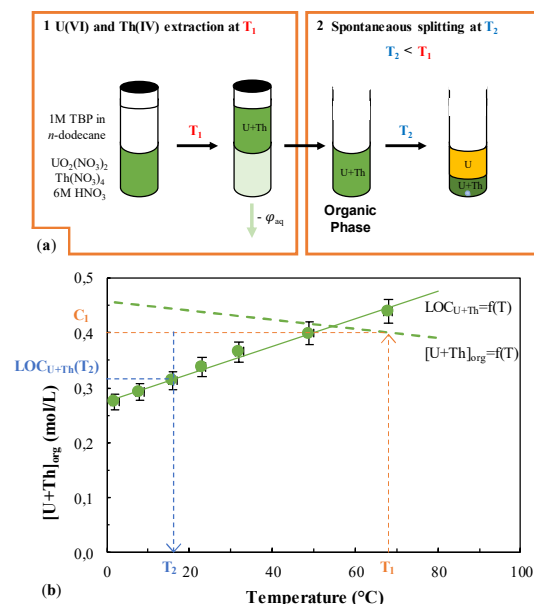 1 U(VI) and Th(IV) extraction at T₁
2 Spontaneous splitting at T₂
T₂ < T₁
1M TBP in
n-dodecane
UO₂(NO₃)₂
Th(NO₃)₄
6M HNO₃
T₁
U+Th
- φaq
U+Th
Organic
Phase
T₂
U
U+Th
(a)
(b)
[U+Th]org (mol/L)
0,5
0,4
0,3
0,2
0,1
0,0
C₁
LOC_U+Th(T₂)
LOC_U+Th=f(T)
[U+Th]org=f(T)
0
20
40
60
80
100
T₂
T₁
Temperature (°C)